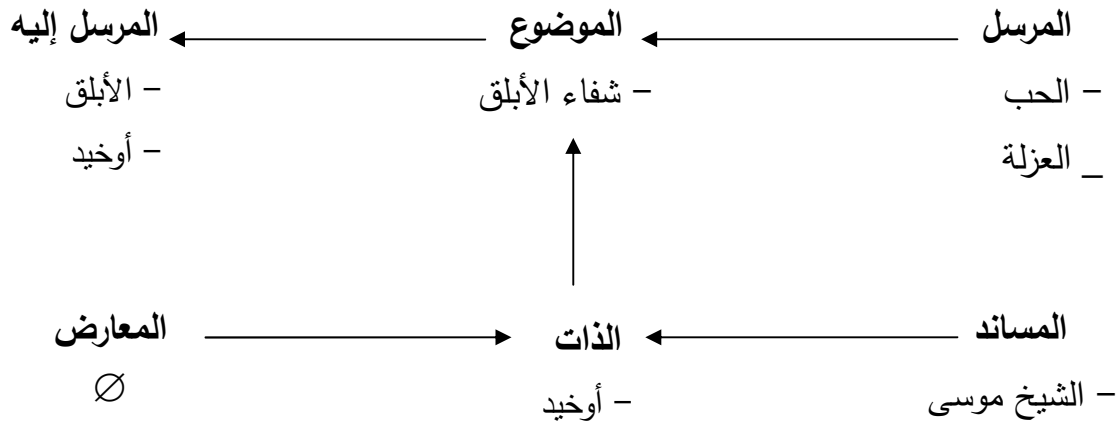 المرسل الموضوع المرسل إليه
– الحب – شفاء الأبلق – الأبلق
_ العزلة – أوخيد
المساند الذات المعارض
– الشيخ موسى – أوخيد ∅